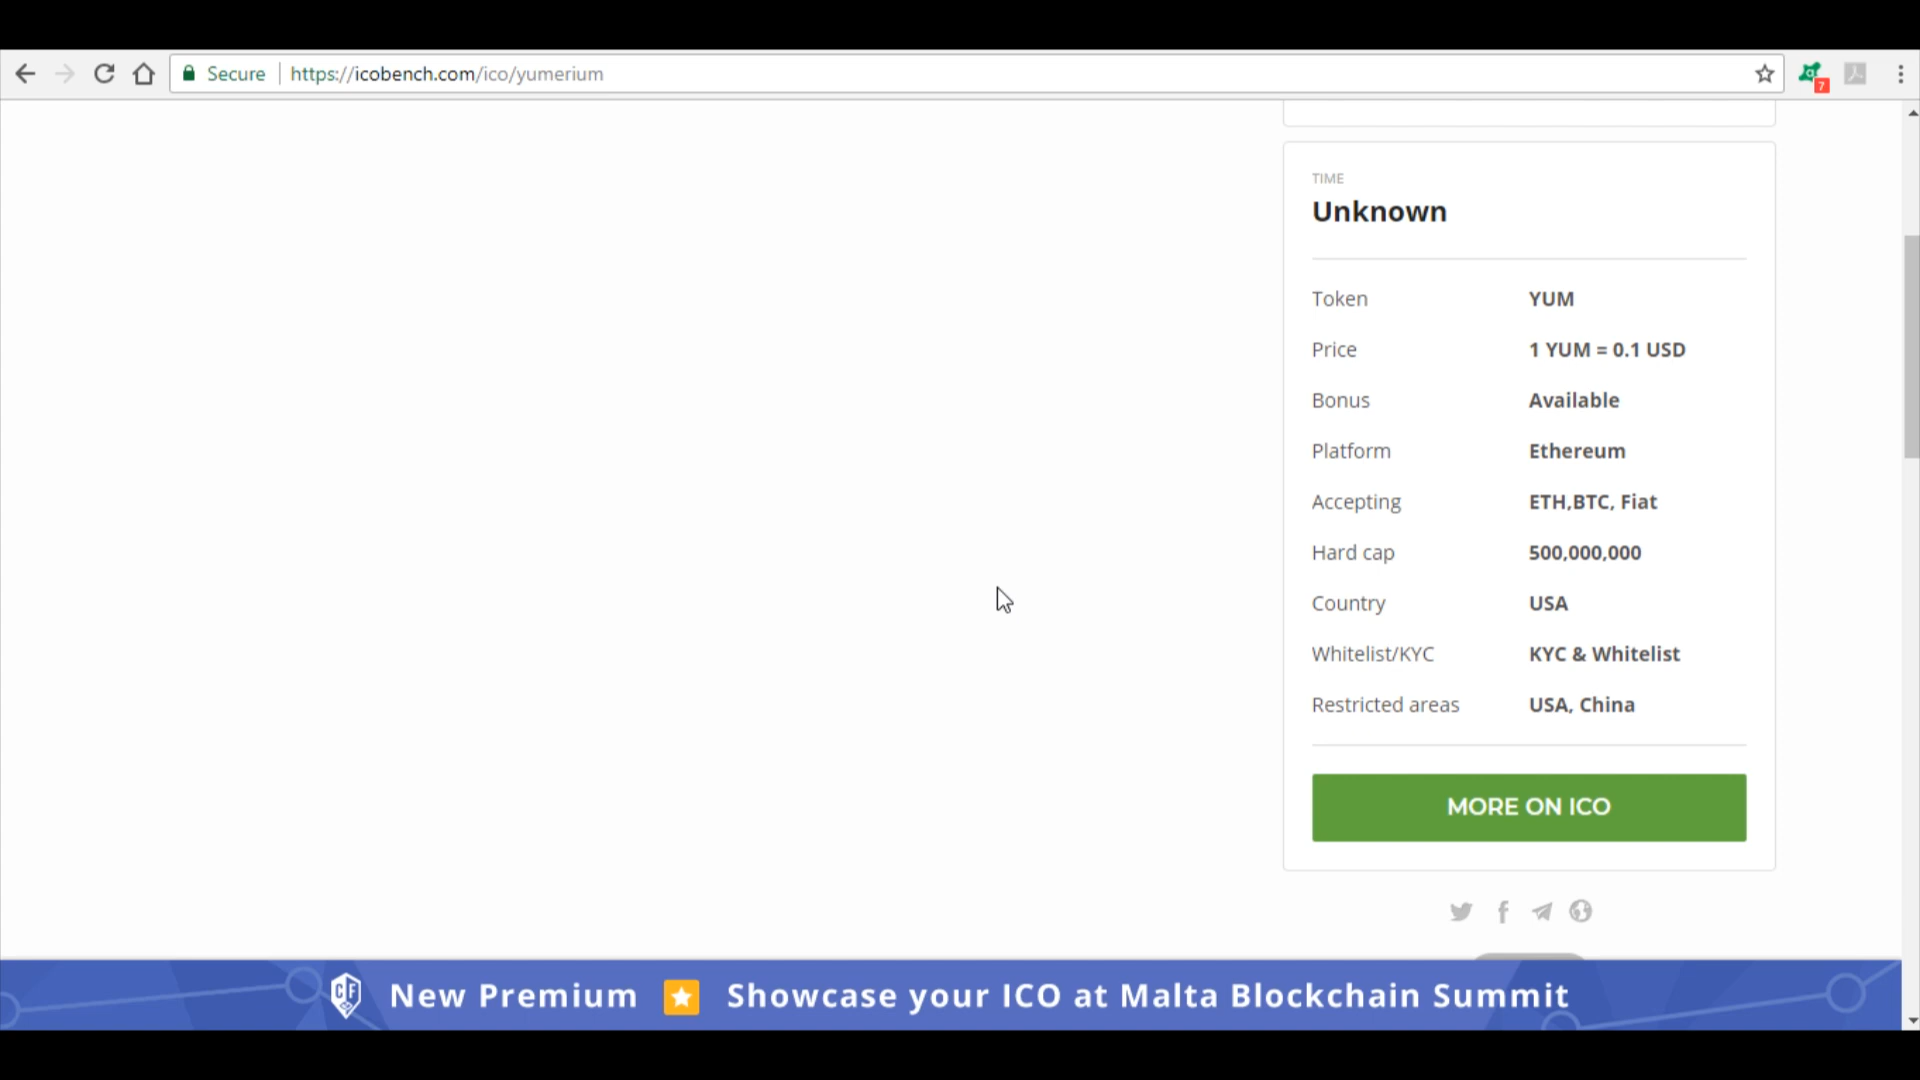 Secure https://icobench.com/ico/yumerium
7
TIME
Unknown
Token YUM
Price 1 YUM = 0.1 USD
Bonus Available
Platform Ethereum
Accepting ETH,BTC, Fiat
Hard cap 500,000,000
Country USA
Whitelist/KYC KYC & Whitelist
Restricted areas USA, China
MORE ON ICO
CF New Premium Showcase your ICO at Malta Blockchain Summit